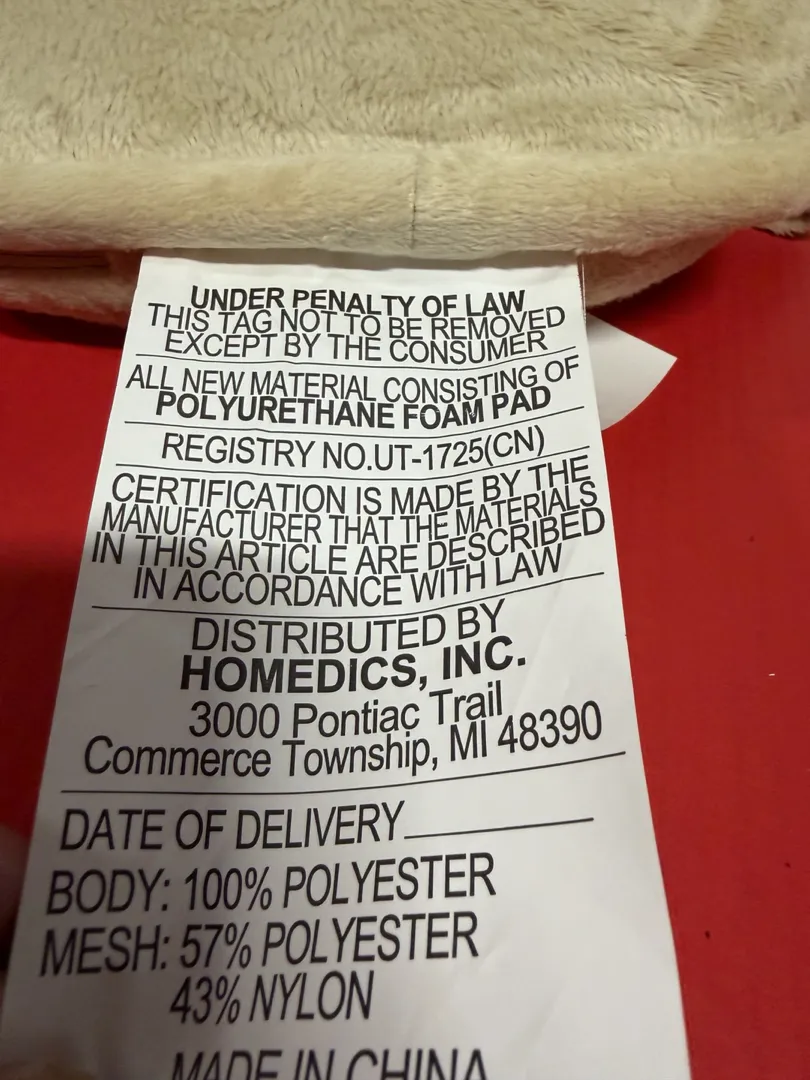 UNDER PENALTY OF LAW
THIS TAG NOT TO BE REMOVED
EXCEPT BY THE CONSUMER
ALL NEW MATERIAL CONSISTING OF
POLYURETHANE FOAM PAD
REGISTRY NO.UT-1725(CN)
CERTIFICATION IS MADE BY THE
MANUFACTURER THAT THE MATERIALS
IN THIS ARTICLE ARE DESCRIBED
IN ACCORDANCE WITH LAW
DISTRIBUTED BY
HOMEDICS, INC.
3000 Pontiac Trail
Commerce Township, MI 48390
DATE OF DELIVERY
BODY: 100% POLYESTER
MESH: 57% POLYESTER
43% NYLON
MADE IN CHINA